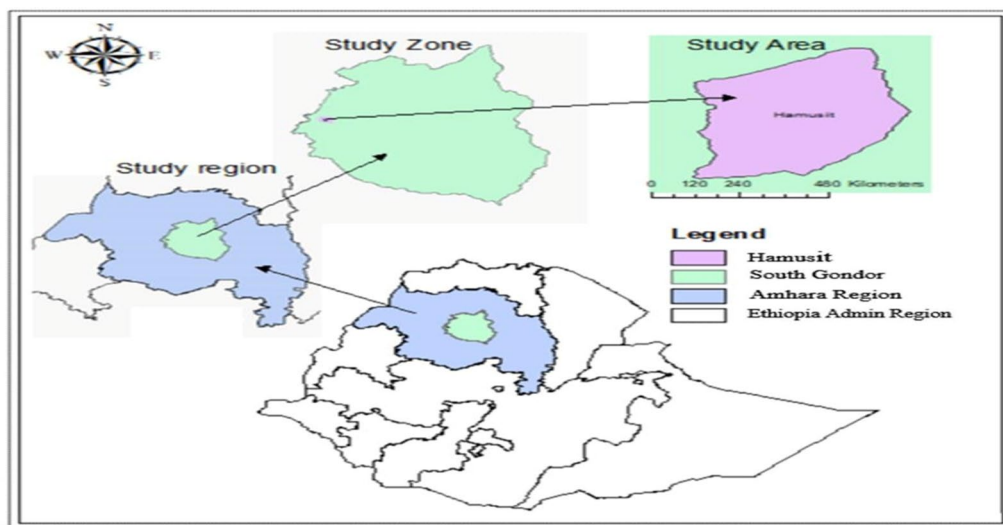 N
W E
S
Study Zone
Study Area
Hamusit
Study region
0 120 240 480 Kilometers
Legend
Hamusit
South Gondor
Amhara Region
Ethiopia Admin Region